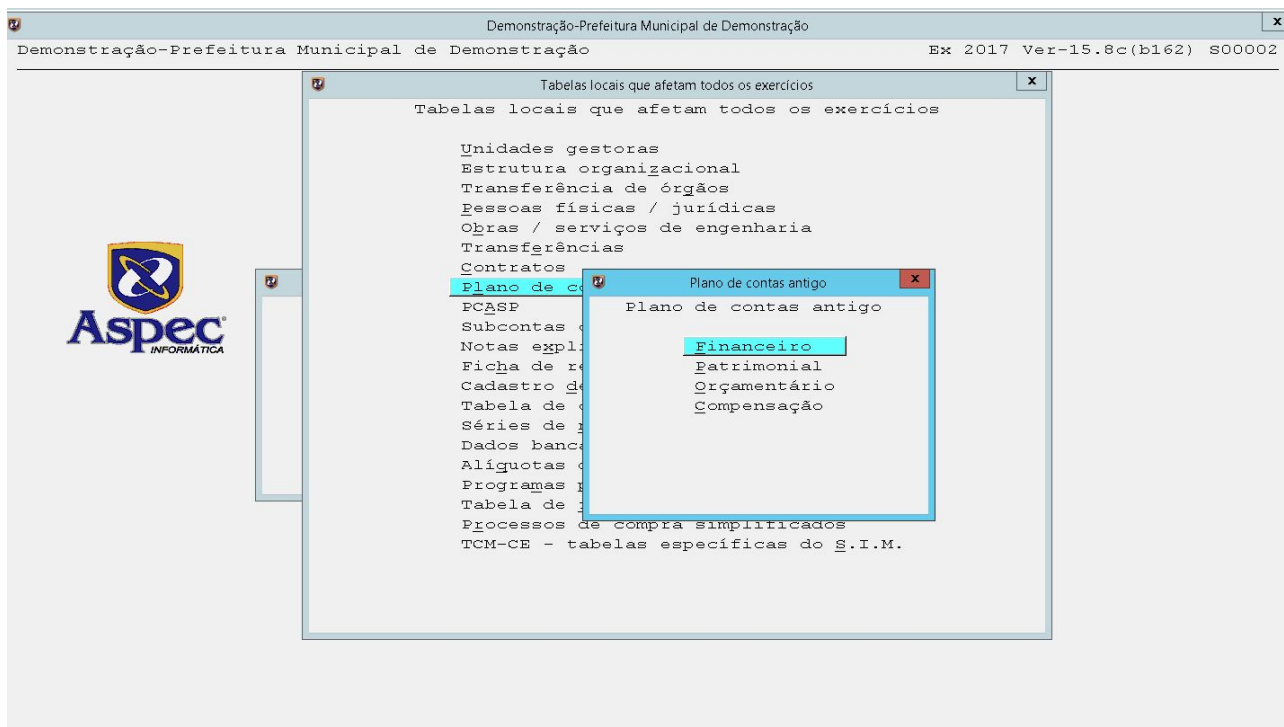 Demonstração-Prefeitura Municipal de Demonstração
x
Demonstração-Prefeitura Municipal de Demonstração Ex 2017 Ver-15.8c(b162) S00002
Tabelas locais que afetam todos os exercícios
x
Tabelas locais que afetam todos os exercícios
Unidades gestoras
Estrutura organizacional
Transferência de órgãos
Pessoas físicas / jurídicas
Obras / serviços de engenharia
Transferências
Contratos
Plano de
PCASP
Subcontas
Notas
Ficha de
Cadastro
Tabela de
Séries de
Dados
Alíquotas
Programas
Tabela de
Processos de compra simplificados
TCM-CE - tabelas específicas do S.I.M.
Plano de contas antigo
x
Plano de contas antigo
Financeiro
Patrimonial
Orçamentário
Compensação
Aspec
INFORMÁTICA